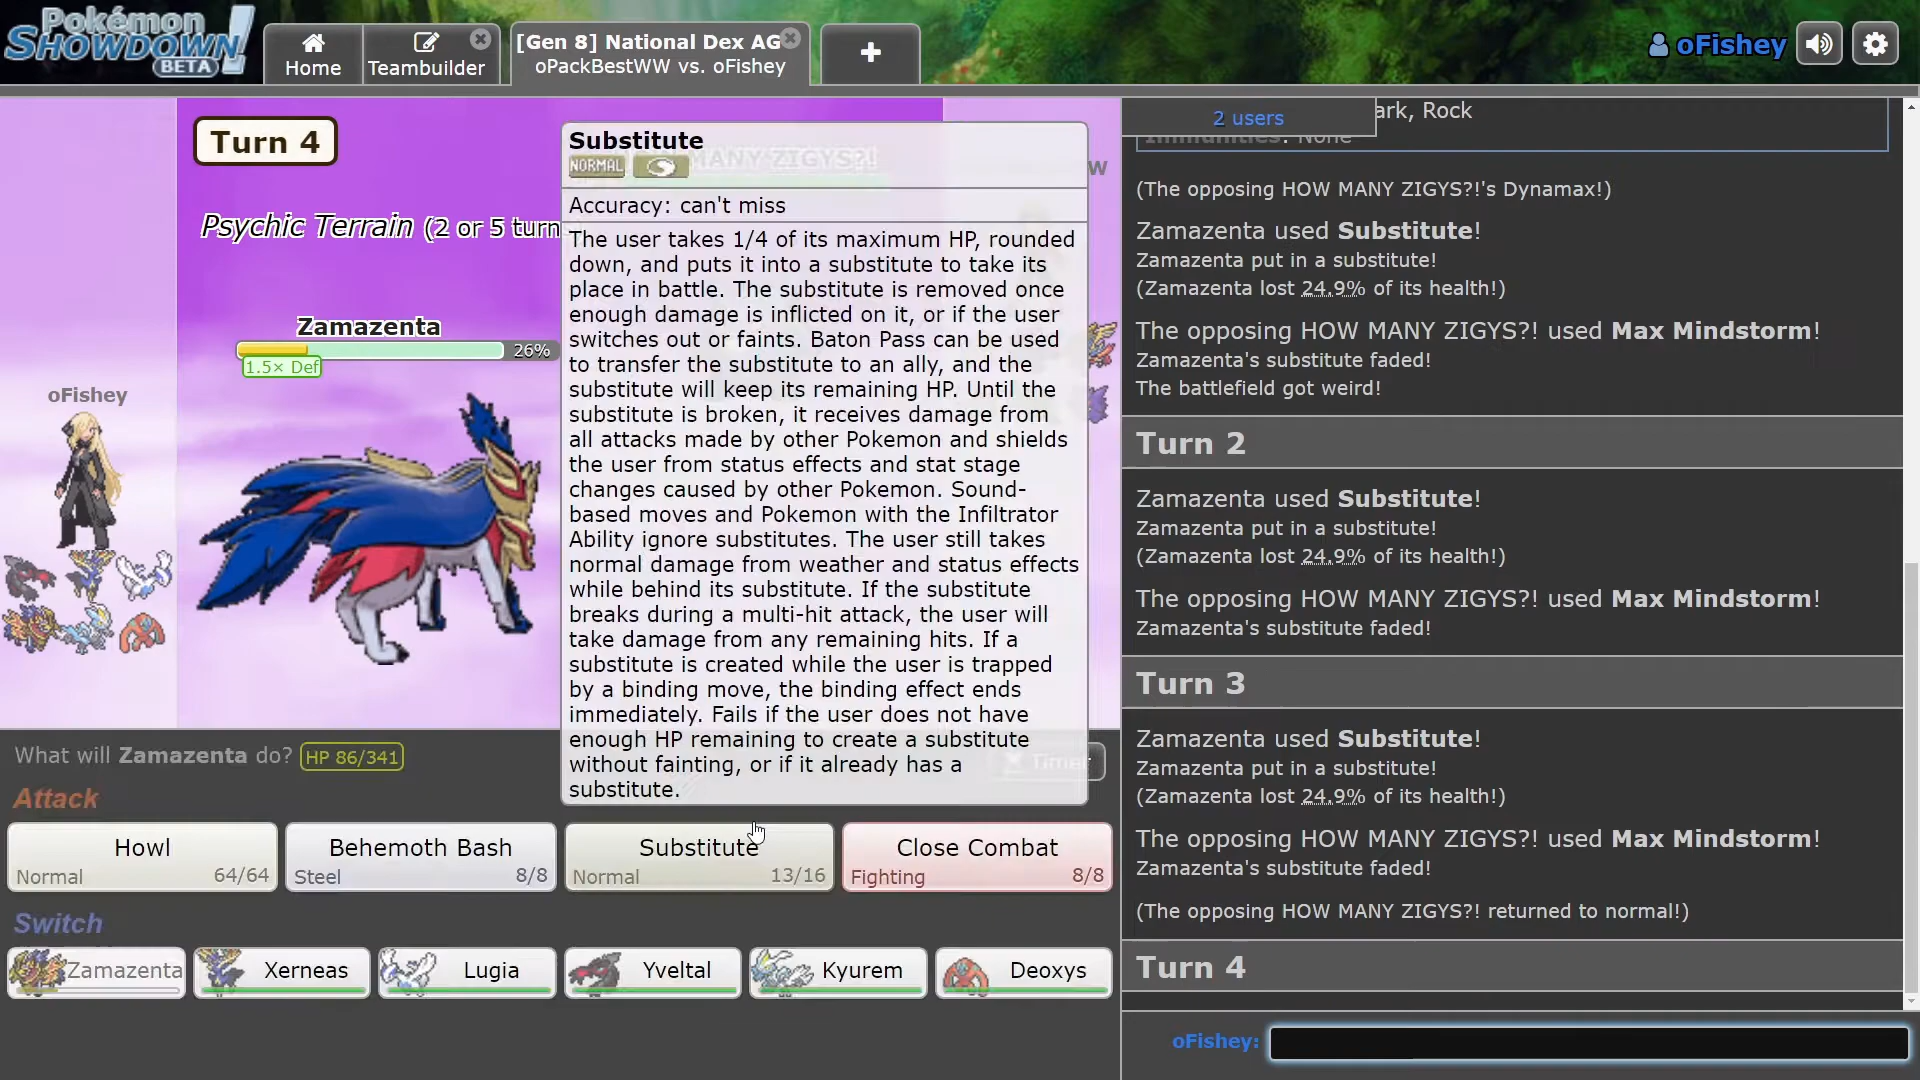 Pokémon
SHOWDOWN!
BETA
Home
Teambuilder
[Gen 8] National Dex AG
oPackBestWW vs. oFishey
oFishey
Turn 4
Psychic Terrain (2 or 5 turn
Zamazenta
26%
1.5× Def
oFishey
Substitute
NORMAL
MANY ZIGYS?!
W
Accuracy: can't miss
The user takes 1/4 of its maximum HP, rounded
down, and puts it into a substitute to take its
place in battle. The substitute is removed once
enough damage is inflicted on it, or if the user
switches out or faints. Baton Pass can be used
to transfer the substitute to an ally, and the
substitute will keep its remaining HP. Until the
substitute is broken, it receives damage from
all attacks made by other Pokemon and shields
the user from status effects and stat stage
changes caused by other Pokemon. Sound-
based moves and Pokemon with the Infiltrator
Ability ignore substitutes. The user still takes
normal damage from weather and status effects
while behind its substitute. If the substitute
breaks during a multi-hit attack, the user will
take damage from any remaining hits. If a
substitute is created while the user is trapped
by a binding move, the binding effect ends
immediately. Fails if the user does not have
enough HP remaining to create a substitute
without fainting, or if it already has a
substitute.
What will Zamazenta do? HP 86/341
Timer
Attack
Howl
Normal 64/64
Behemoth Bash
Steel 8/8
Substitute
Normal 13/16
Close Combat
Fighting 8/8
Switch
Zamazenta
Xerneas
Lugia
Yveltal
Kyurem
Deoxys
2 users
ark, Rock
Immunities: None
(The opposing HOW MANY ZIGYS?!'s Dynamax!)
Zamazenta used Substitute!
Zamazenta put in a substitute!
(Zamazenta lost 24.9% of its health!)
The opposing HOW MANY ZIGYS?! used Max Mindstorm!
Zamazenta's substitute faded!
The battlefield got weird!
Turn 2
Zamazenta used Substitute!
Zamazenta put in a substitute!
(Zamazenta lost 24.9% of its health!)
The opposing HOW MANY ZIGYS?! used Max Mindstorm!
Zamazenta's substitute faded!
Turn 3
Zamazenta used Substitute!
Zamazenta put in a substitute!
(Zamazenta lost 24.9% of its health!)
The opposing HOW MANY ZIGYS?! used Max Mindstorm!
Zamazenta's substitute faded!
(The opposing HOW MANY ZIGYS?! returned to normal!)
Turn 4
oFishey: